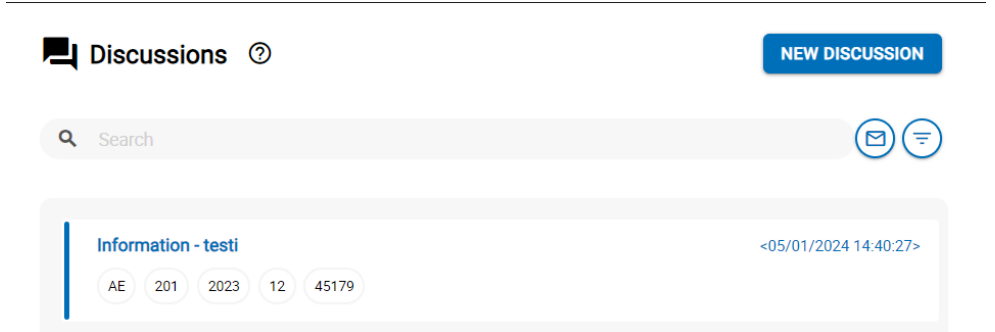 Discussions
NEW DISCUSSION
Search
Information - testi <05/01/2024 14:40:27>
AE 201 2023 12 45179